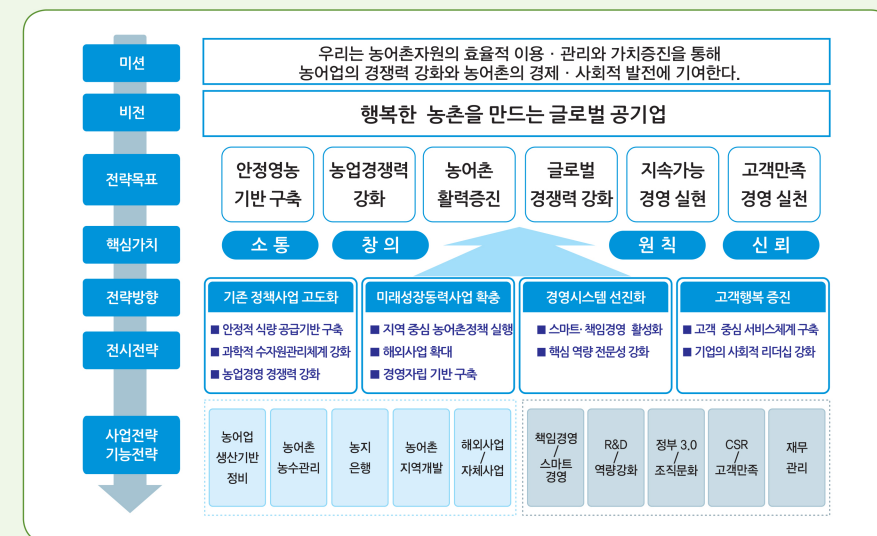 미션
우리는 농어촌자원의 효율적 이용 · 관리와 가치증진을 통해
농어업의 경쟁력 강화와 농어촌의 경제 · 사회적 발전에 기여한다.
비전
행복한 농촌을 만드는 글로벌 공기업
전략목표
안정영농
기반 구축
농업경쟁력
강화
농어촌
활력증진
글로벌
경쟁력 강화
지속가능
경영 실현
고객만족
경영 실천
핵심가치
소 통
창 의
원 칙
신 뢰
전략방향
기존 정책사업 고도화
미래성장동력사업 확충
경영시스템 선진화
고객행복 증진
전시전략
■ 안정적 식량 공급기반 구축
■ 과학적 수자원관리체계 강화
■ 농업경영 경쟁력 강화
■ 지역 중심 농어촌정책 실행
■ 해외사업 확대
■ 경영자립 기반 구축
■ 스마트· 책임경영 활성화
■ 핵심 역량 전문성 강화
■ 고객 중심 서비스체계 구축
■ 기업의 사회적 리더십 강화
사업전략
기능전략
농어업
생산기반
정비
농어촌
농수관리
농지
은행
농어촌
지역개발
해외사업
/
자체사업
책임경영
/
스마트
경영
R&D
/
역량강화
정부 3.0
/
조직문화
CSR
/
고객만족
재무
관리